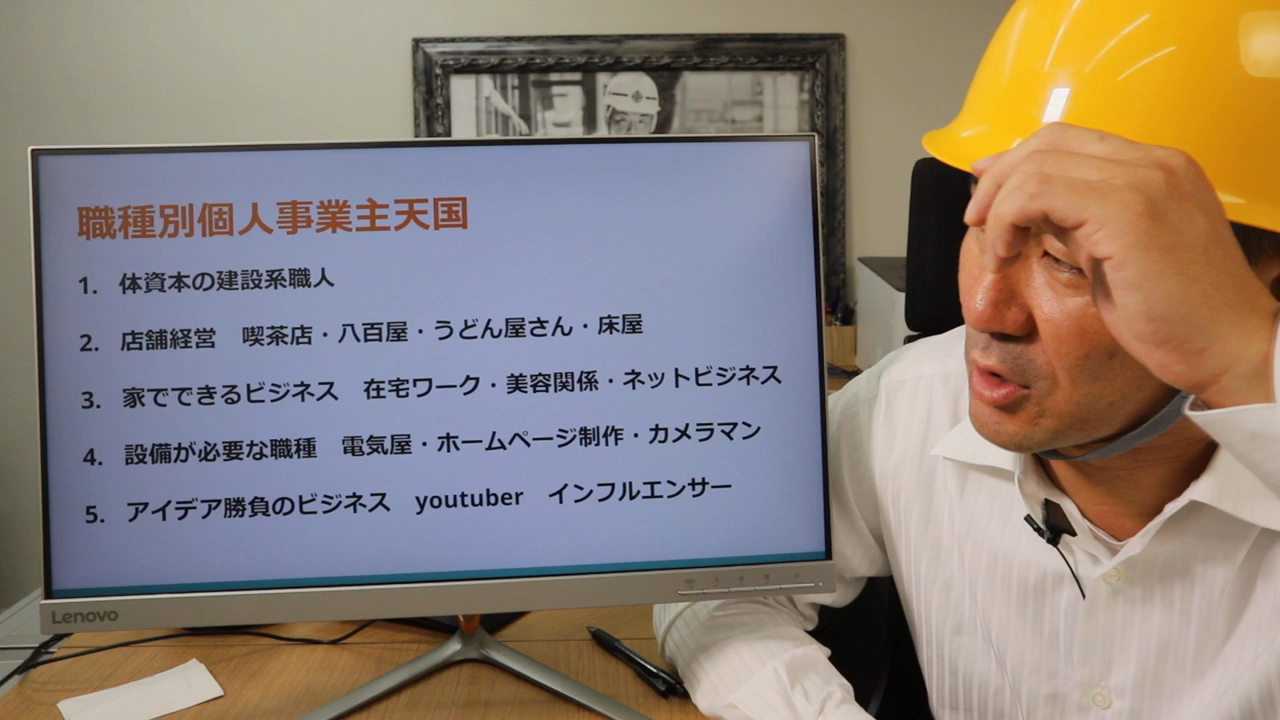 職種別個人事業主天国
1. 体資本の建設系職人
2. 店舗経営　喫茶店・八百屋・うどん屋さん・床屋
3. 家でできるビジネス　在宅ワーク・美容関係・ネットビジネス
4. 設備が必要な職種　電気屋・ホームページ制作・カメラマン
5. アイデア勝負のビジネス　youtuber　インフルエンサー
Lenovo